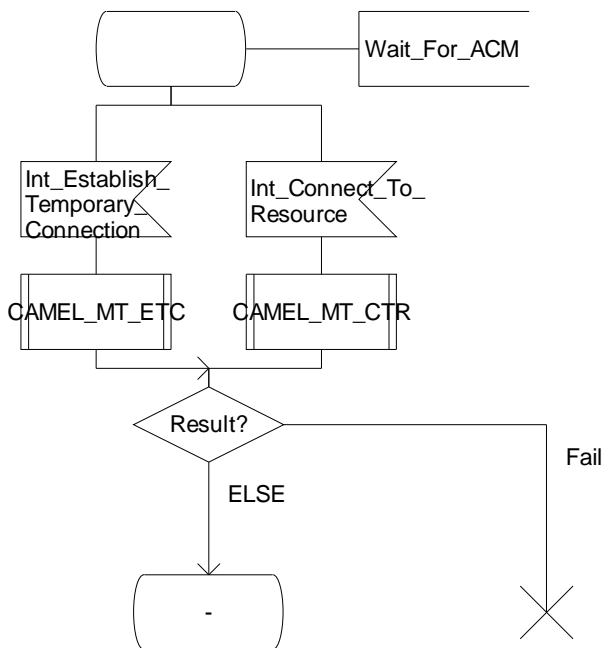 Wait_For_ACM
Int_Establish_
Temporary_
Connection
Int_Connect_To_
Resource
CAMEL_MT_ETC
CAMEL_MT_CTR
Result?
Fail
ELSE
-